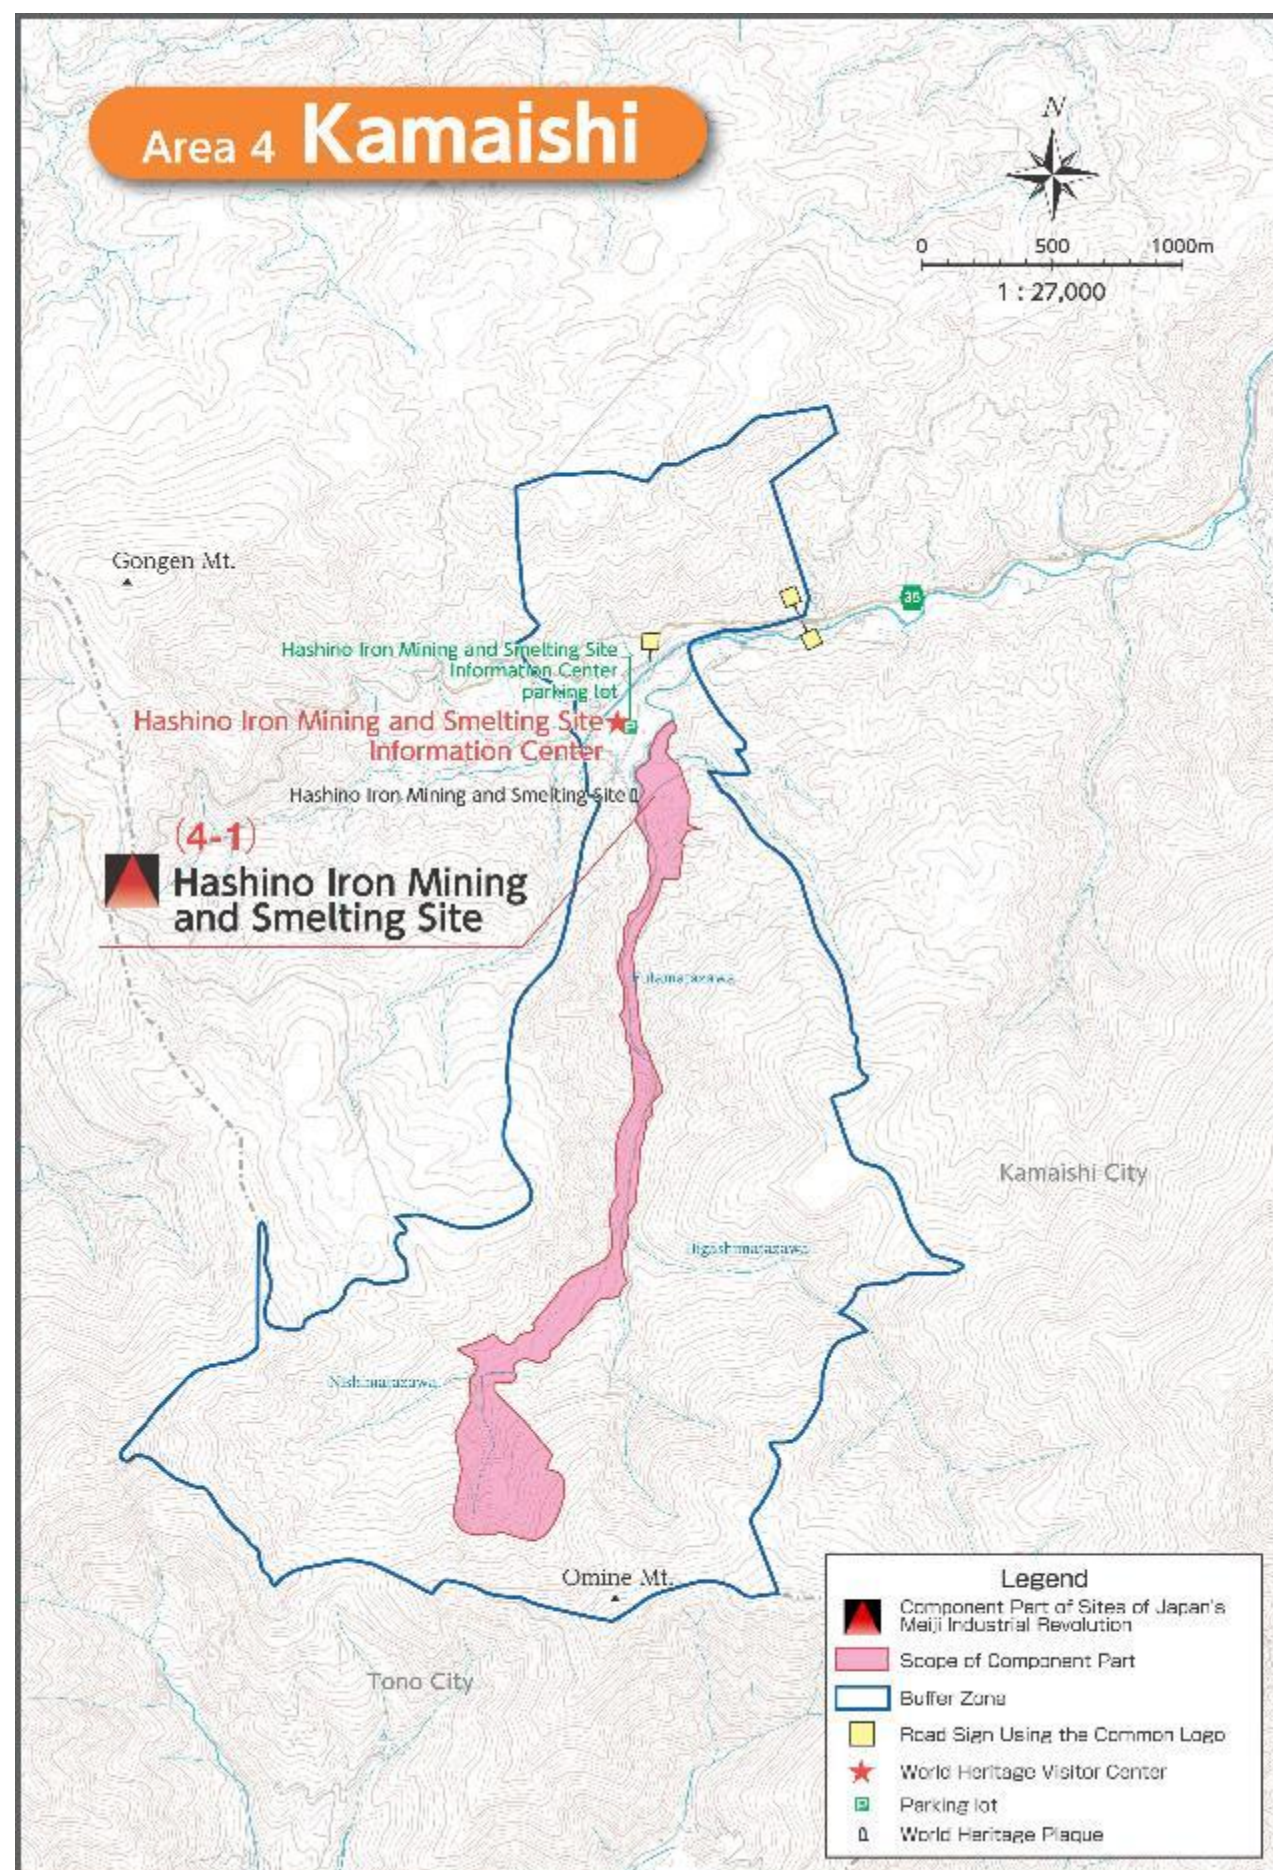 Area 4 Kamaishi
N
0 500 1000m
1 : 27,000
Gongen Mt.
35
Hashino Iron Mining and Smelting Site
Information Center
parking lot
Hashino Iron Mining and Smelting Site
Information Center
P
Hashino Iron Mining and Smelting Site
(4-1)
Hashino Iron Mining
and Smelting Site
Futamatazawa
Kamaishi City
Higashimatazawa
Nishimatazawa
Omine Mt.
Tono City
Legend
Component Part of Sites of Japan's
Meiji Industrial Revolution
Scope of Component Part
Buffer Zone
Road Sign Using the Common Logo
World Heritage Visitor Center
P Parking lot
World Heritage Plaque